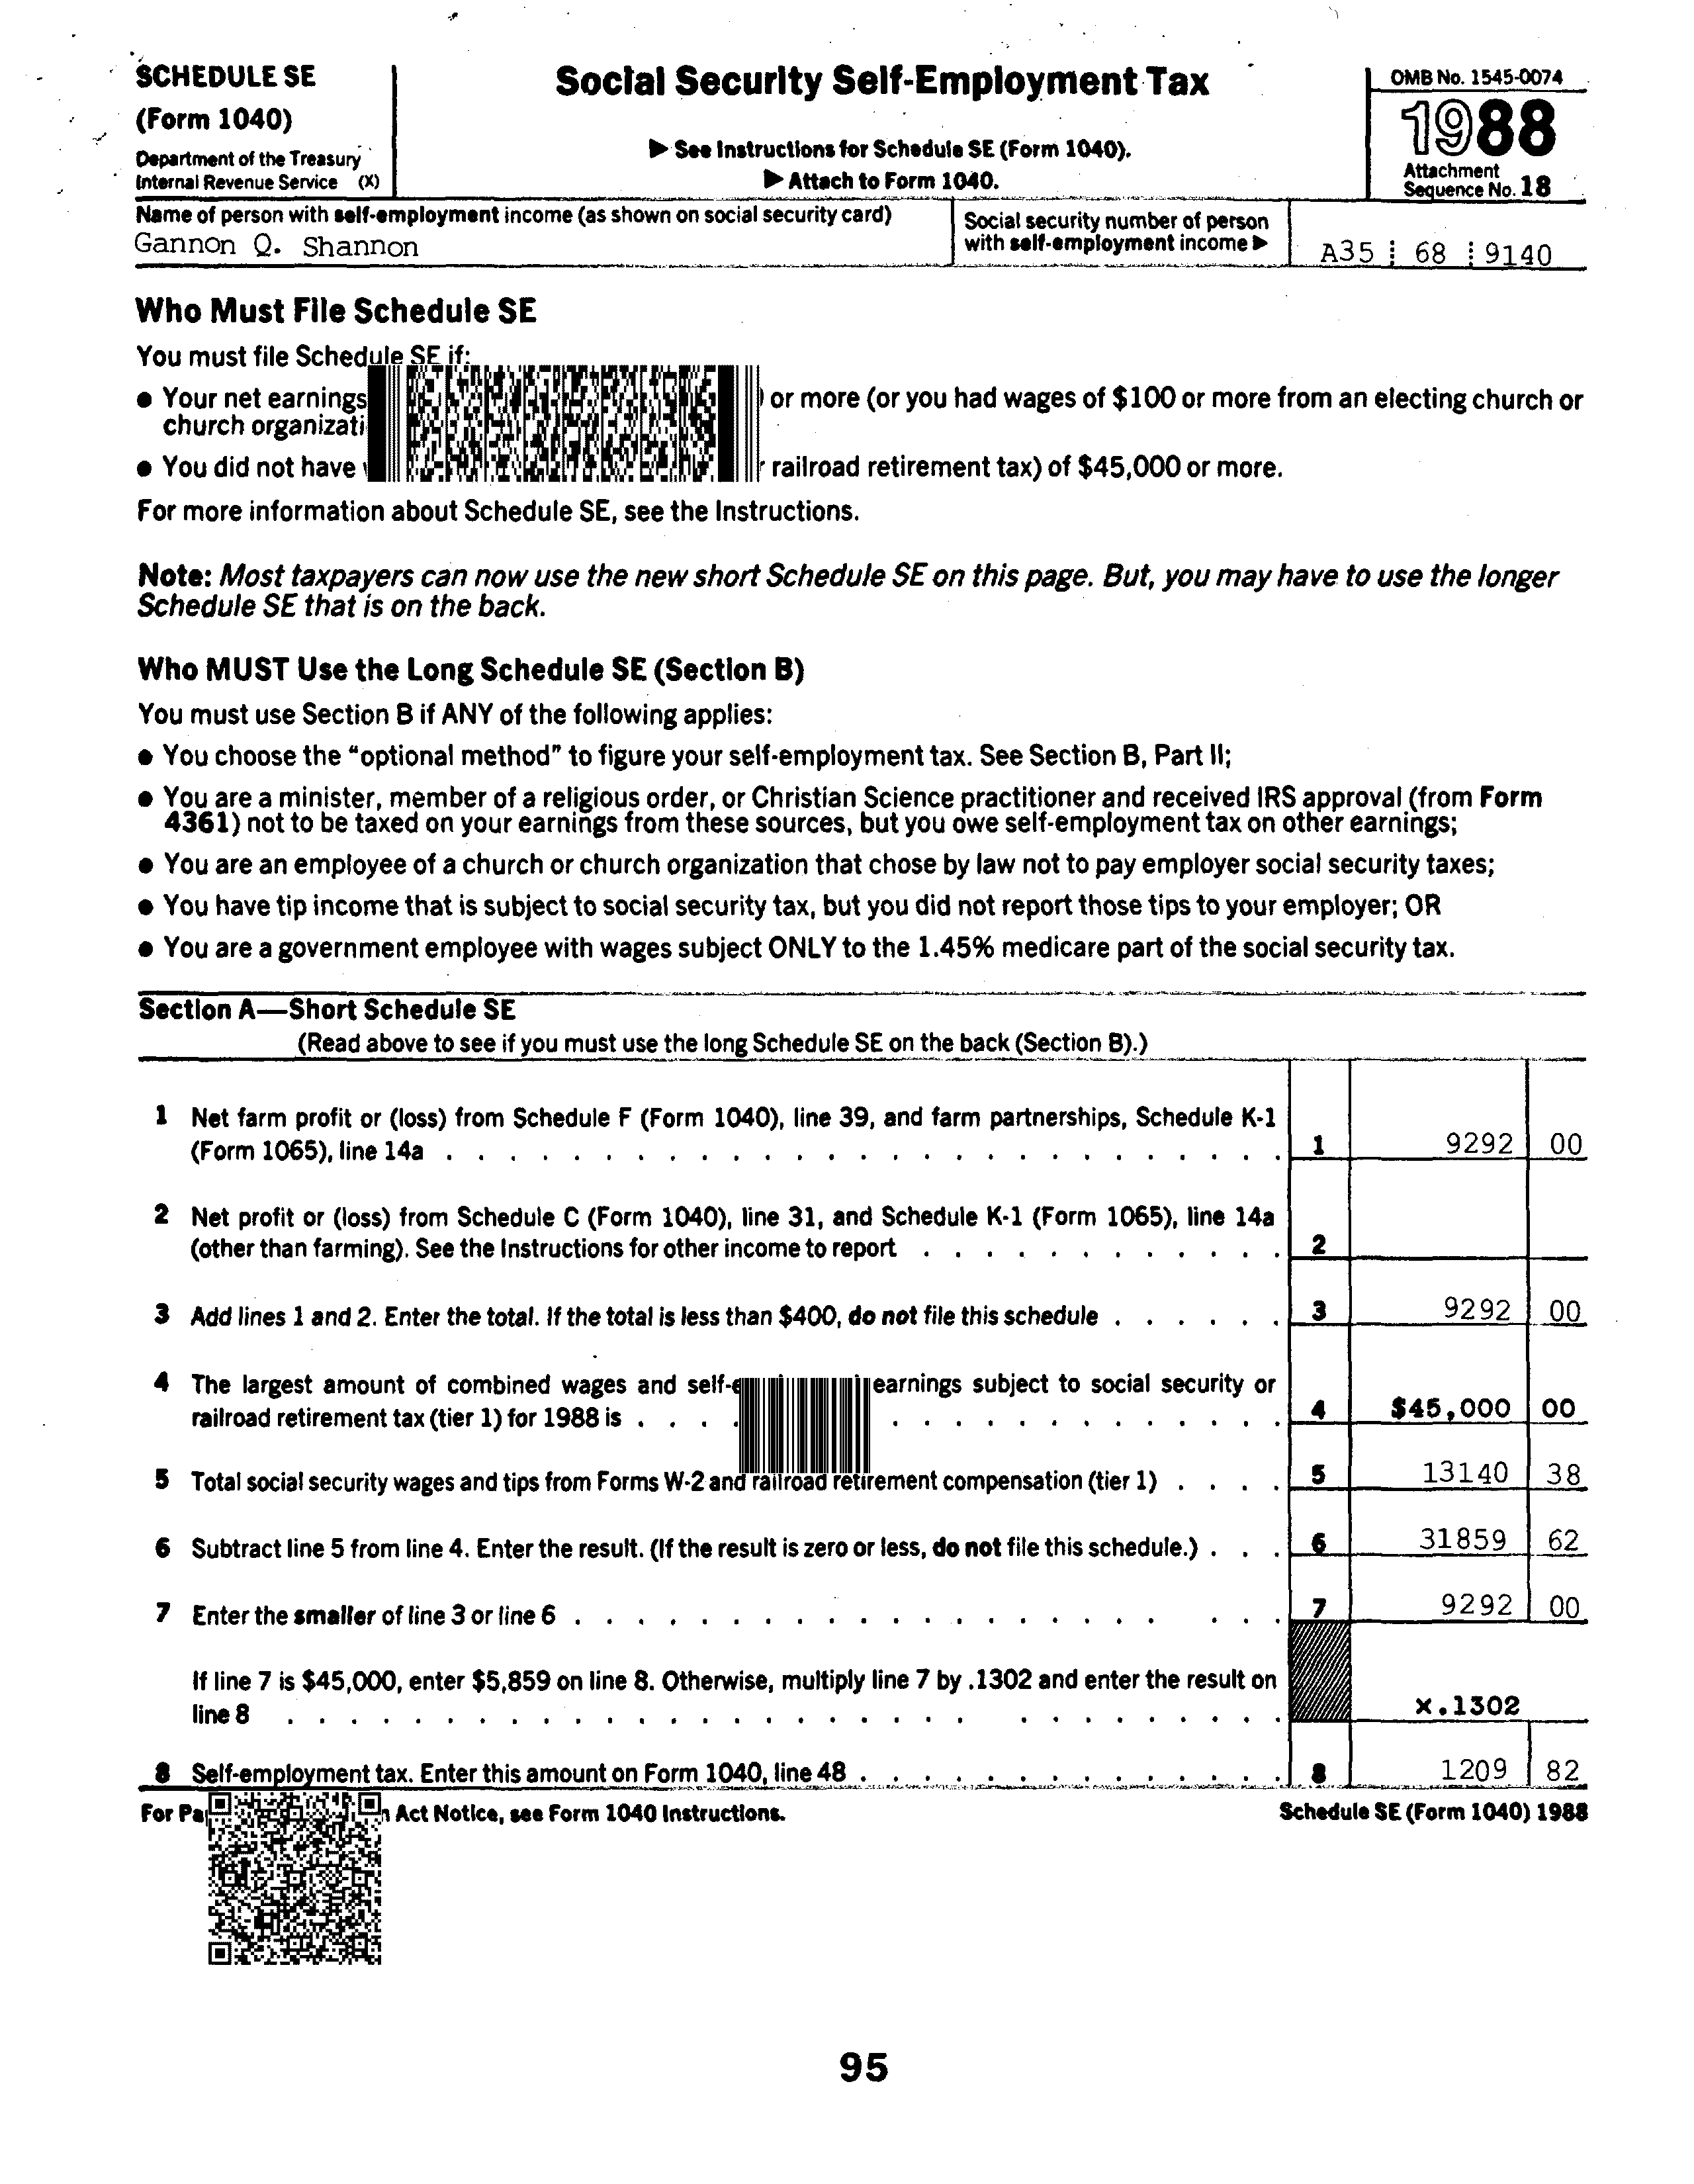 SCHEDULE SE
(Form 1040)
Department of the Treasury
Internal Revenue Service (X)
Social Security Self-Employment Tax
▶ See Instructions for Schedule SE (Form 1040).
▶ Attach to Form 1040.
OMB No. 1545-0074
1988
Attachment
Sequence No. 18
Name of person with self-employment income (as shown on social security card)
Gannon Q. Shannon
Social security number of person
with self-employment income ▶
A35 68 9140
Who Must File Schedule SE
You must file Schedule SE if:
● Your net earnings or more (or you had wages of $100 or more from an electing church or
church
● You did not have railroad retirement tax) of $45,000 or more.
For more information about Schedule SE, see the Instructions.
Note: Most taxpayers can now use the new short Schedule SE on this page. But, you may have to use the longer
Schedule SE that is on the back.
Who MUST Use the Long Schedule SE (Section B)
You must use Section B if ANY of the following applies:
● You choose the "optional method" to figure your self-employment tax. See Section B, Part II;
● You are a minister, member of a religious order, or Christian Science practitioner and received IRS approval (from Form
4361) not to be taxed on your earnings from these sources, but you owe self-employment tax on other earnings;
● You are an employee of a church or church organization that chose by law not to pay employer social security taxes;
● You have tip income that is subject to social security tax, but you did not report those tips to your employer; OR
● You are a government employee with wages subject ONLY to the 1.45% medicare part of the social security tax.
Section A—Short Schedule SE
(Read above to see if you must use the long Schedule SE on the back (Section B).)
1 Net farm profit or (loss) from Schedule F (Form 1040), line 39, and farm partnerships, Schedule K-1
(Form 1065), line 14a . . . . . . . . . . . . . . . . . . . . . . . . . . . 1 9292 00
2 Net profit or (loss) from Schedule C (Form 1040), line 31, and Schedule K-1 (Form 1065), line 14a
(other than farming). See the Instructions for other income to report . . . . . . . . . . . . 2
3 Add lines 1 and 2. Enter the total. If the total is less than $400, do not file this schedule . . . . . . 3 9292 00
4 The largest amount of combined wages and earnings subject to social security or
railroad retirement tax (tier 1) for 1988 is . . . . . . . . . . . . . . . . . 4 $45,000 00
5 Total social security wages and tips from Forms W-2 and railroad retirement compensation (tier 1) . . . . 5 13140 38
6 Subtract line 5 from line 4. Enter the result. (If the result is zero or less, do not file this schedule.) . . . 6 31859 62
7 Enter the smaller of line 3 or line 6 . . . . . . . . . . . . . . . . . . . . . . 7 9292 00
If line 7 is $45,000, enter $5,859 on line 8. Otherwise, multiply line 7 by .1302 and enter the result on
line 8 . . . . . . . . . . . . . . . . . . . . . . . . . . . . . . . x.1302
8 Self-employment tax. Enter this amount on Form 1040, line 48 . . . . . . . . . . . . . . 8 1209 82
For Act Notice, see Form 1040 Instructions.
Schedule SE (Form 1040) 1988
95